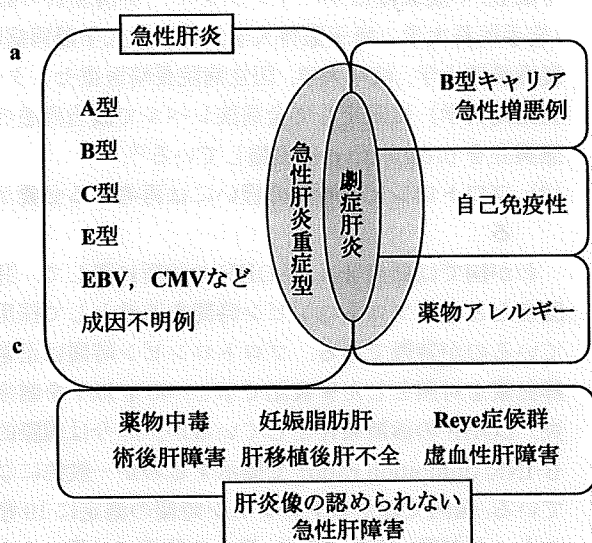 a
急性肝炎
A型
B型
C型
E型
EBV，CMVなど
成因不明例
c
急性肝炎重症型
劇症肝炎
B型キャリア
急性増悪例
自己免疫性
薬物アレルギー
薬物中毒 妊娠脂肪肝 Reye症候群
術後肝障害 肝移植後肝不全 虚血性肝障害
肝炎像の認められない
急性肝障害